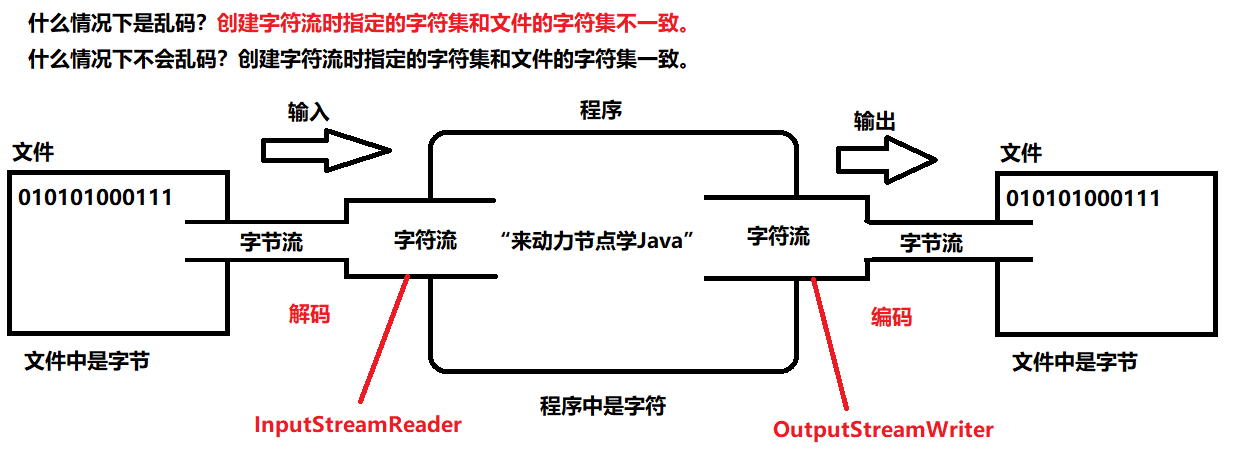 什么情况下是乱码？创建字符流时指定的字符集和文件的字符集不一致。
什么情况下不会乱码？创建字符流时指定的字符集和文件的字符集一致。
输入
程序
输出
文件
文件
010101000111
010101000111
字节流
字符流
“来动力节点学Java”
字符流
字节流
解码
编码
文件中是字节
文件中是字节
程序中是字符
InputStreamReader
OutputStreamWriter